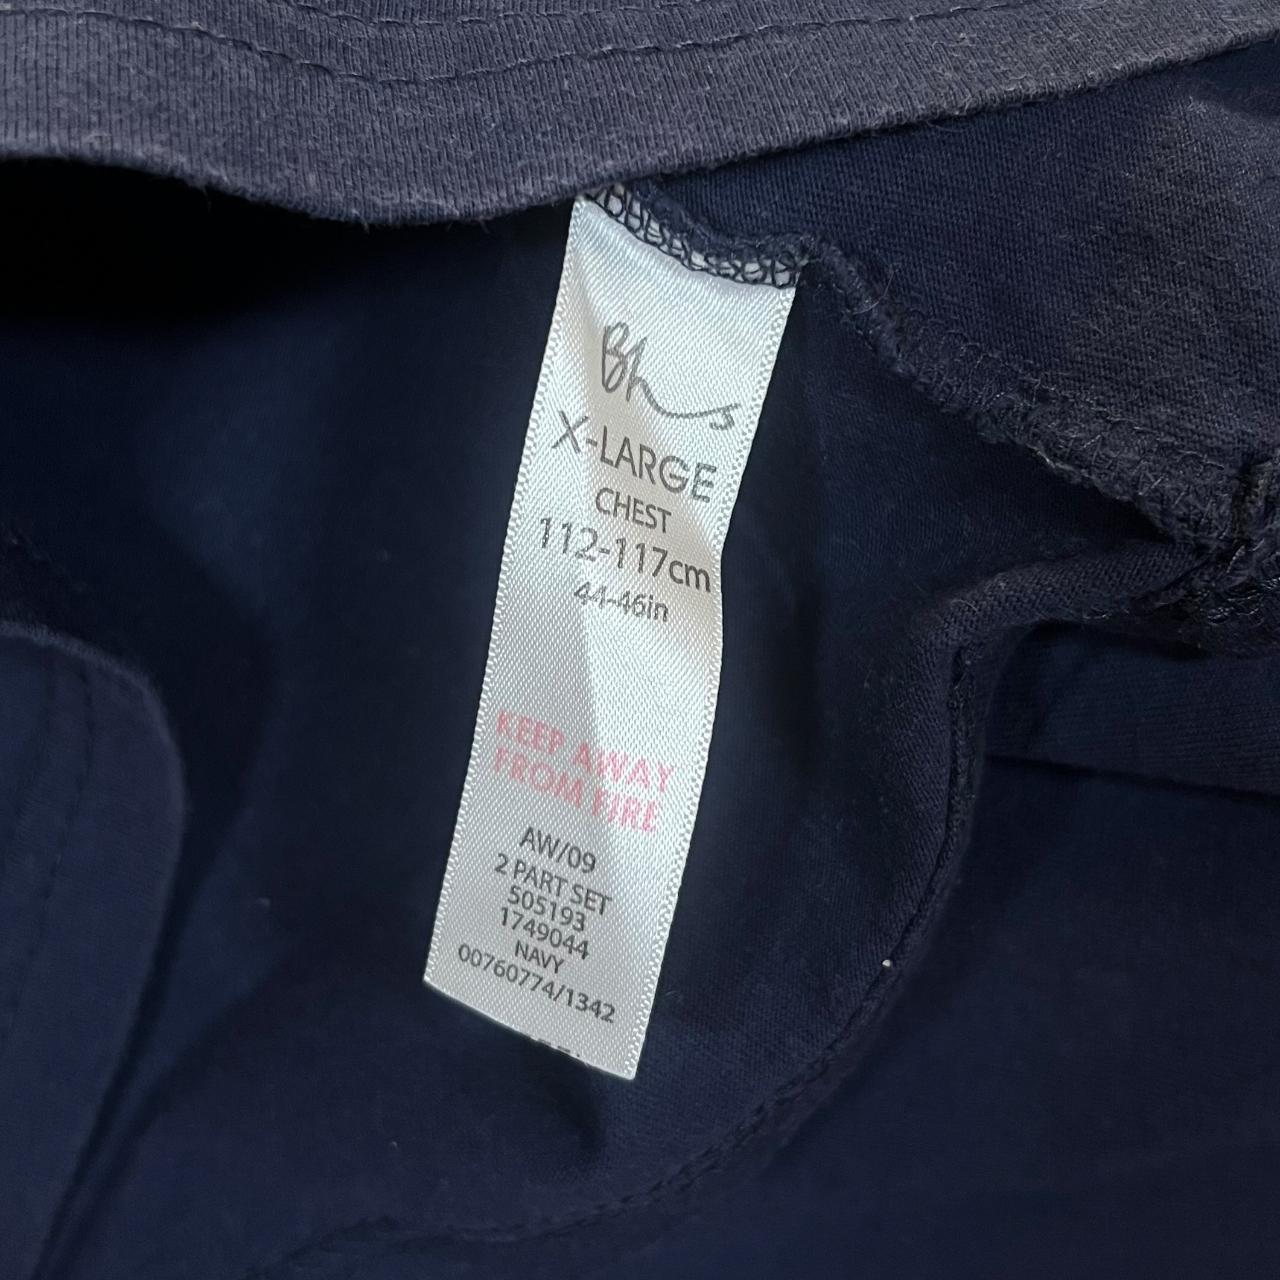 Bhs
X-LARGE
CHEST
112-117cm
44-46in
KEEP AWAY
FROM FIRE
AW/09
2 PART SET
505193
1749044
NAVY
00760774/1342